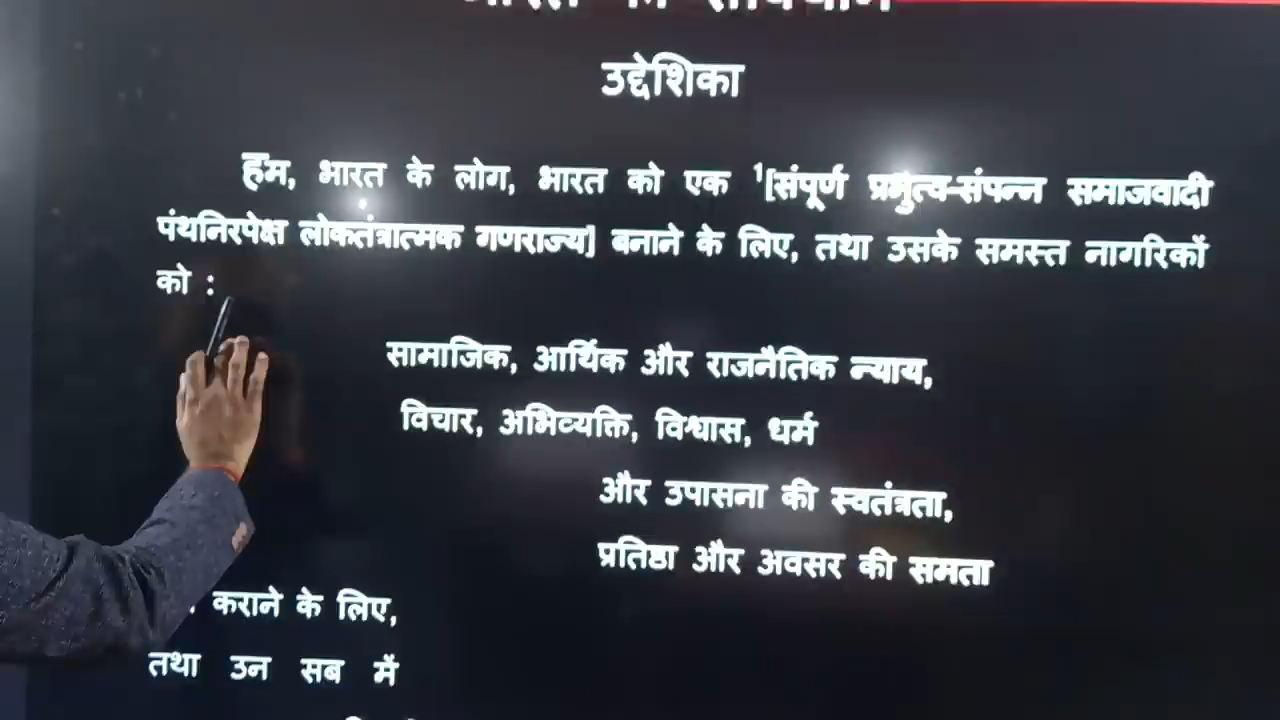 भारत का संविधान
उद्देशिका
हम, भारत के लोग, भारत को एक ¹[संपूर्ण प्रभुत्व-संपन्न समाजवादी
पंथनिरपेक्ष लोकतंत्रात्मक गणराज्य] बनाने के लिए, तथा उसके समस्त नागरिकों
को :
सामाजिक, आर्थिक और राजनैतिक न्याय,
विचार, अभिव्यक्ति, विश्वास, धर्म
और उपासना की स्वतंत्रता,
प्रतिष्ठा और अवसर की समता
कराने के लिए,
तथा उन सब में